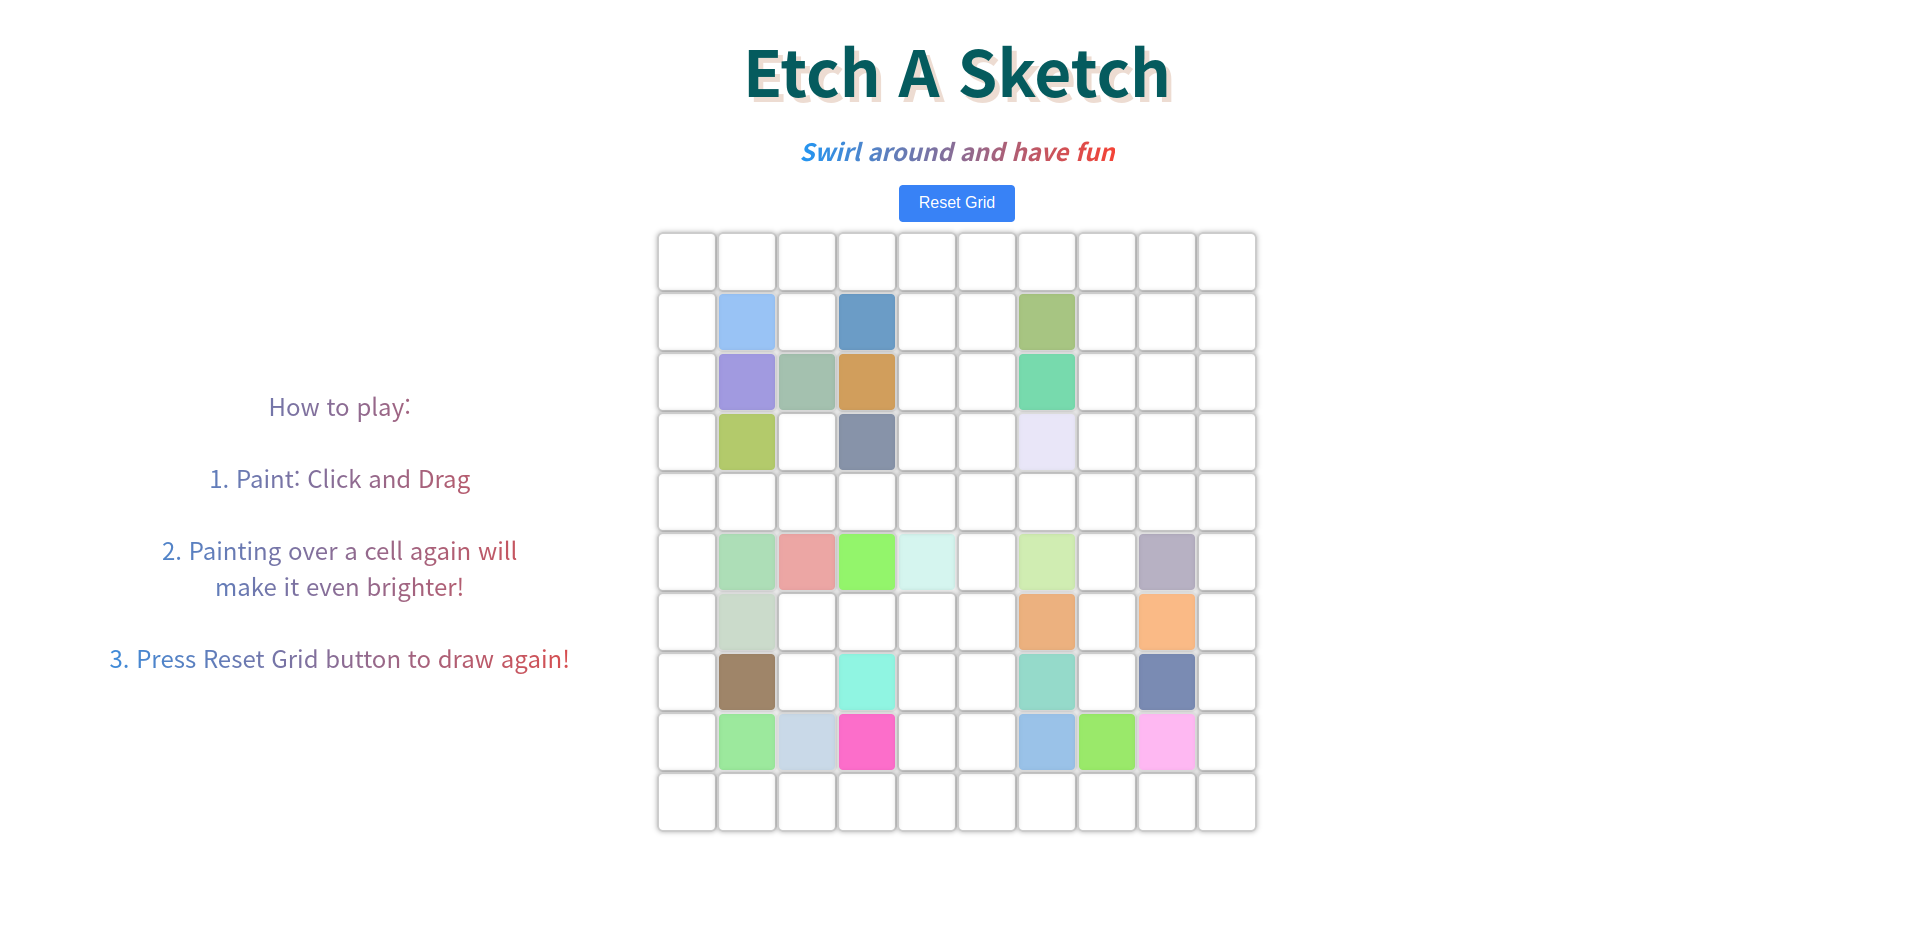 Etch A Sketch
Swirl around and have fun
Reset Grid
How to play:
1. Paint: Click and Drag
2. Painting over a cell again will
make it even brighter!
3. Press Reset Grid button to draw again!